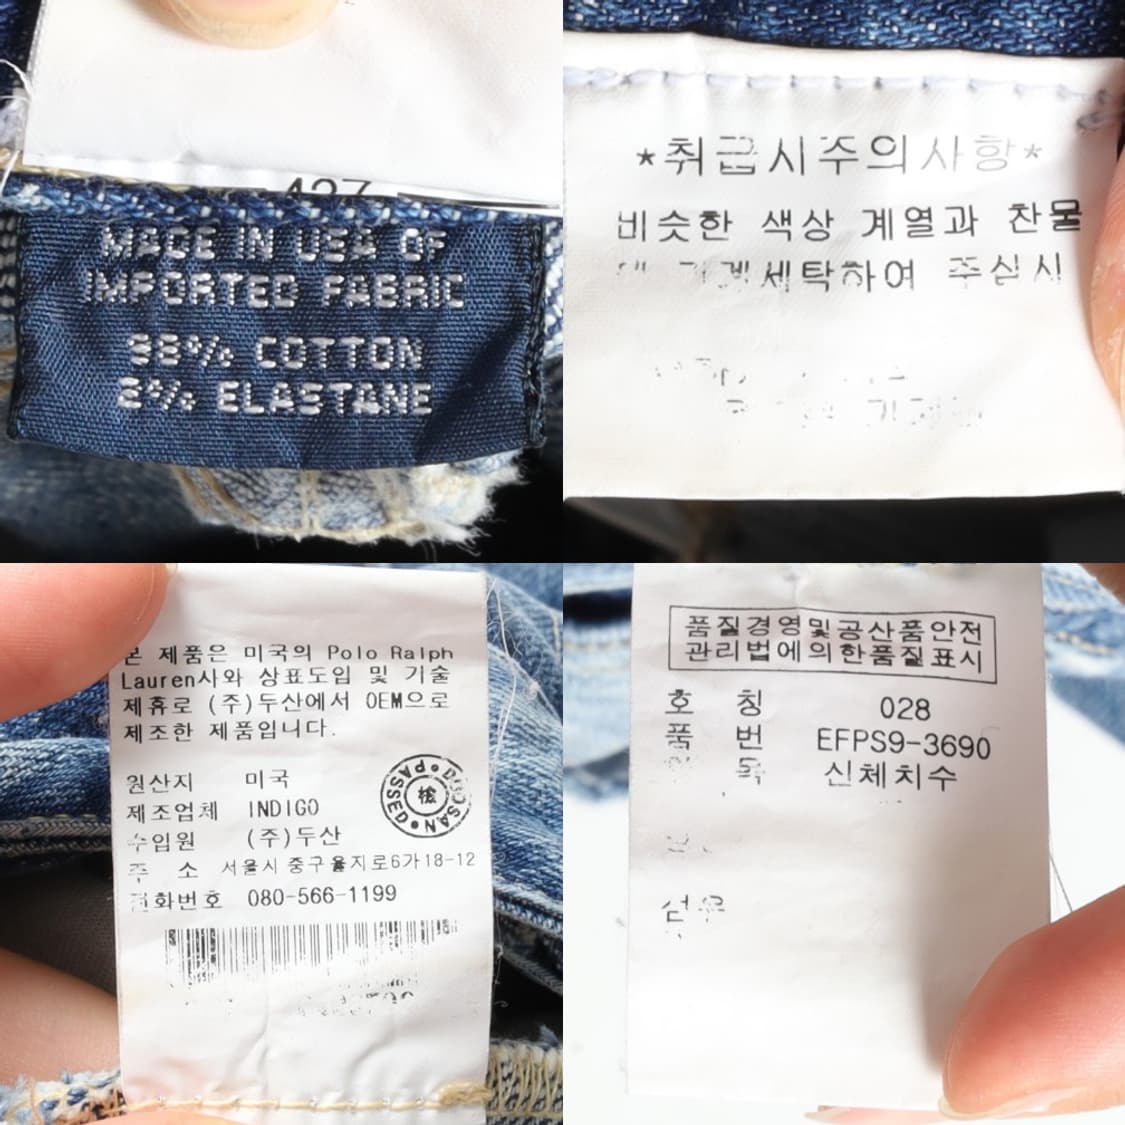 427
MADE IN USA OF
IMPORTED FABRIC
98% COTTON
2% ELASTANE
*취급시주의사항*
비슷한 색상 계열과 찬물
세탁하여 주십시
본 제품은 미국의 Polo Ralph
Lauren사와 상표도입 및 기술
제휴로 (주)두산에서 OEM으로
제조한 제품입니다.
원산지 미국
제조업체 INDIGO
수입원 (주)두산
주 소 서울시 중구 을지로6가18-12
전화번호 080-566-1199
DOOSAN PASSED
檢
품질경영및공산품안전
관리법에의한품질표시
호 칭 028
품 번 EFPS9-3690
신체치수
섬유